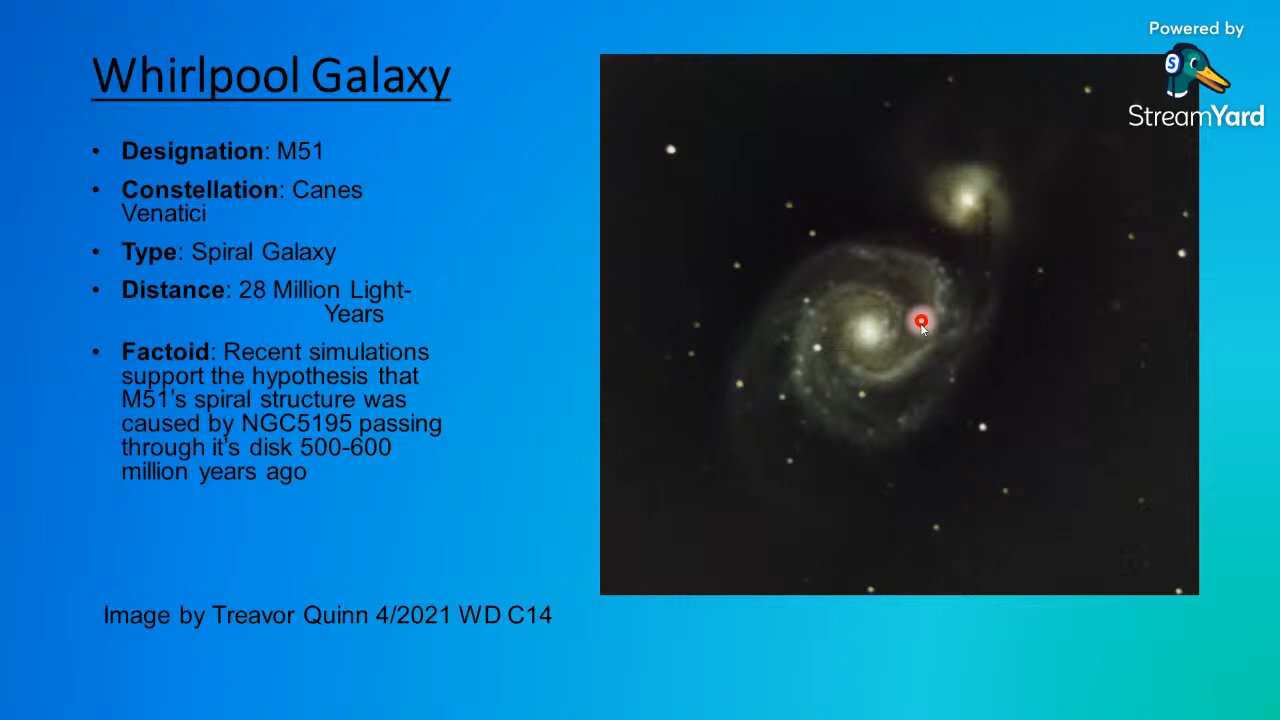 Whirlpool Galaxy
• Designation: M51
• Constellation: Canes
Venatici
• Type: Spiral Galaxy
• Distance: 28 Million Light-
Years
• Factoid: Recent simulations
support the hypothesis that
M51's spiral structure was
caused by NGC5195 passing
through it's disk 500-600
million years ago
Image by Treavor Quinn 4/2021 WD C14
Powered by
S
StreamYard